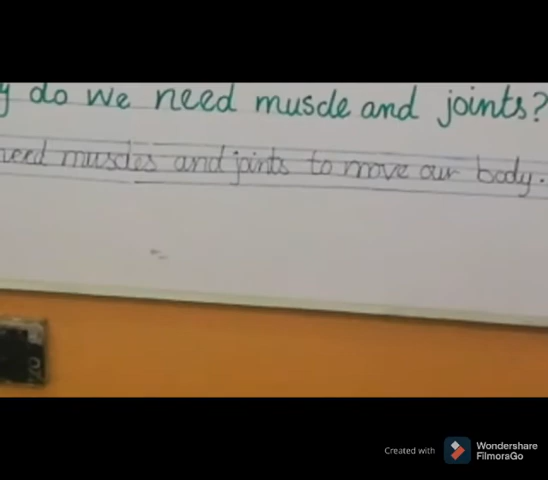 y do we need muscle and joints?
need muscles and joints to move our body.
Created with Wondershare
FilmoraGo